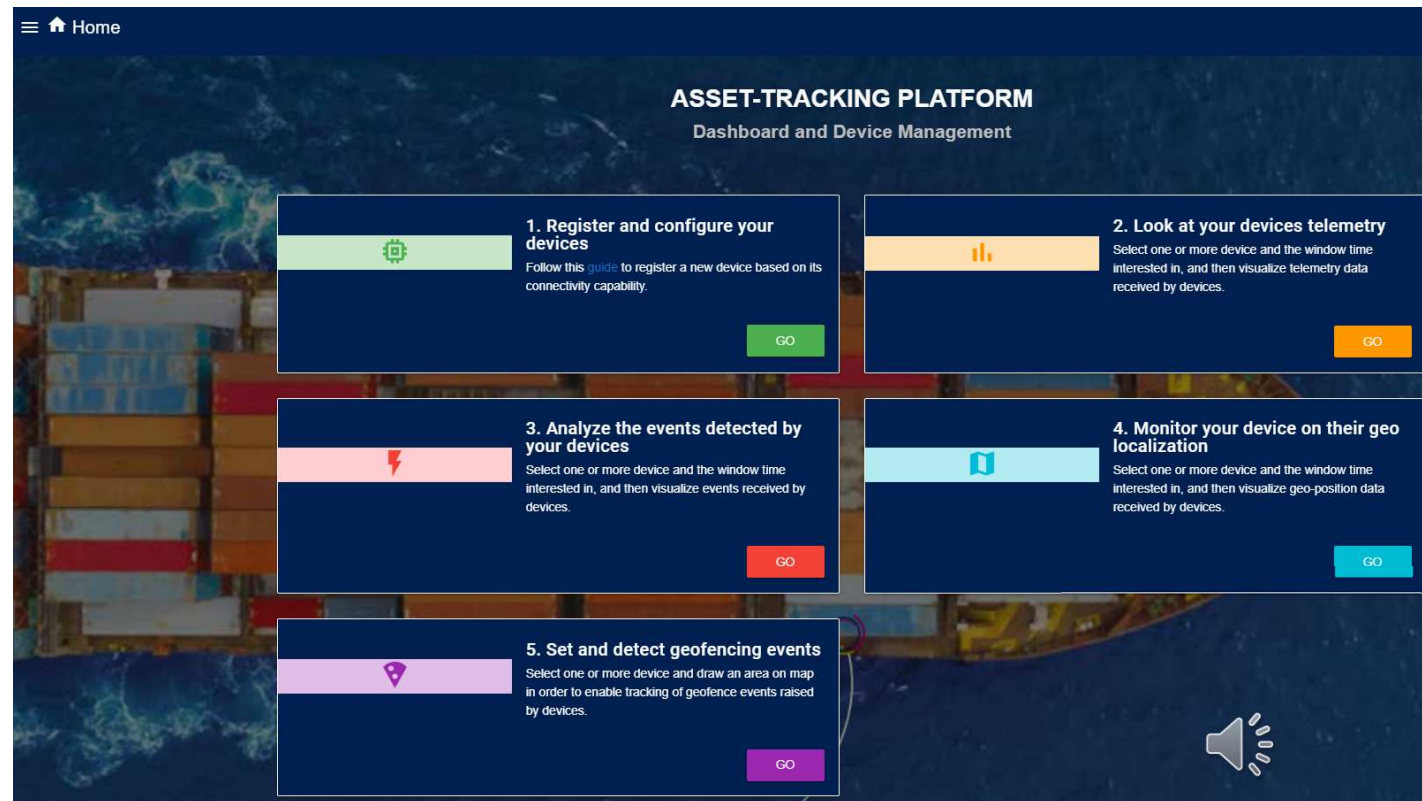 Home
ASSET-TRACKING PLATFORM
Dashboard and Device Management
1. Register and configure your
devices
Follow this guide to register a new device based on its
connectivity capability.
GO
2. Look at your devices telemetry
Select one or more device and the window time
interested in, and then visualize telemetry data
received by devices.
GO
3. Analyze the events detected by
your devices
Select one or more device and the window time
interested in, and then visualize events received by
devices.
GO
4. Monitor your device on their geo
localization
Select one or more device and the window time
interested in, and then visualize geo-position data
received by devices.
GO
5. Set and detect geofencing events
Select one or more device and draw an area on map
in order to enable tracking of geofence events raised
by devices.
GO